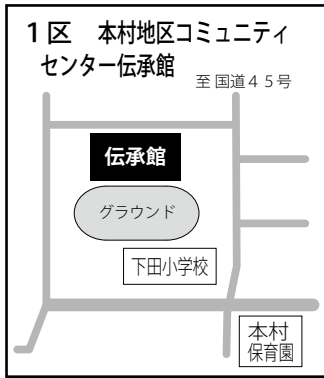 1区　本村地区コミュニティ
センター伝承館
至国道45号
伝承館
グラウンド
下田小学校
本村
保育園